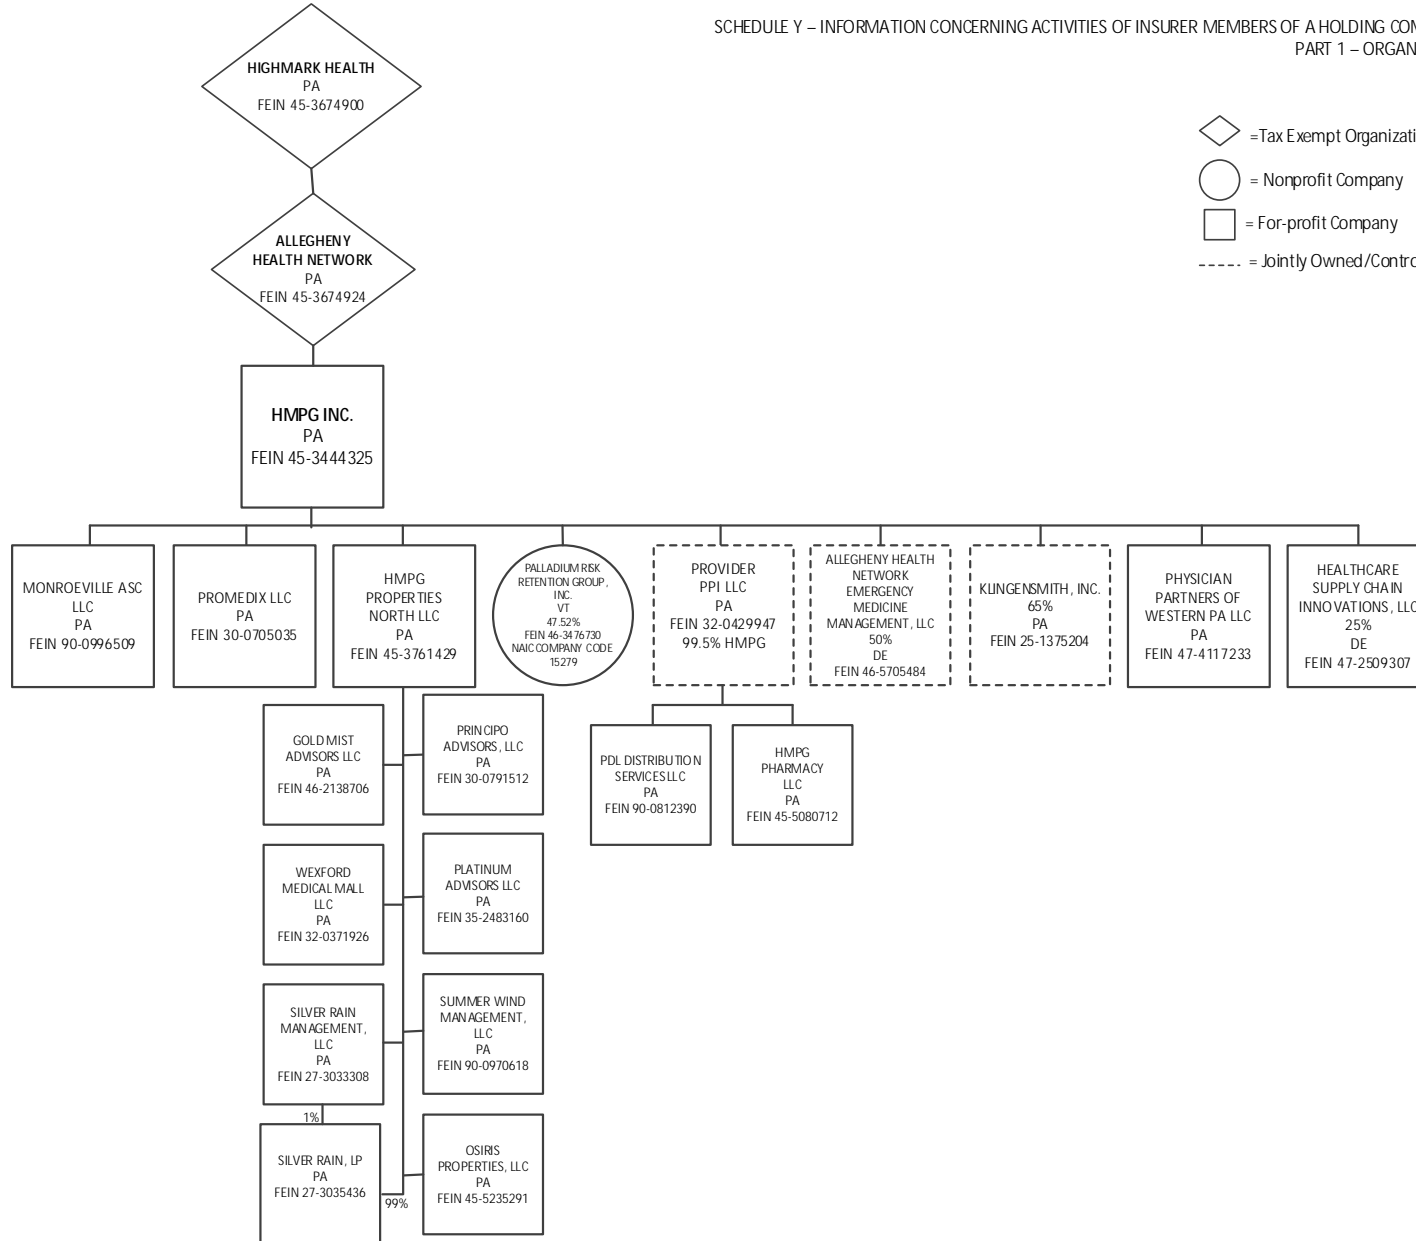 SCHEDULE Y – INFORMATION CONCERNING ACTIVITIES OF INSURER MEMBERS OF A HOLDING COM
PART 1 – ORGAN
HIGHMARK HEALTH
PA
FEIN 45-3674900
=Tax Exempt Organizati
= Nonprofit Company
= For-profit Company
= Jointly Owned/Contro
ALLEGHENY
HEALTH NETWORK
PA
FEIN 45-3674924
HMPG INC.
PA
FEIN 45-3444325
MONROEVILLE ASC
LLC
PA
FEIN 90-0996509
PROMEDIX LLC
PA
FEIN 30-0705035
HMPG
PROPERTIES
NORTH LLC
PA
FEIN 45-3761429
PALLADIUM RISK
RETENTION GROUP,
INC.
VT
47.52%
FEIN 46-3476730
NAIC COMPANY CODE
15279
PROVIDER
PPI LLC
PA
FEIN 32-0429947
99.5% HMPG
ALLEGHENY HEALTH
NETWORK
EMERGENCY
MEDICINE
MANAGEMENT, LLC
50%
DE
FEIN 46-5705484
KLINGENSMITH, INC.
65%
PA
FEIN 25-1375204
PHYSICIAN
PARTNERS OF
WESTERN PA LLC
PA
FEIN 47-4117233
HEALTHCARE
SUPPLY CHAIN
INNOVATIONS, LLC
25%
DE
FEIN 47-2509307
GOLD MIST
ADVISORS LLC
PA
FEIN 46-2138706
PRINCIPO
ADVISORS, LLC
PA
FEIN 30-0791512
PDL DISTRIBUTION
SERVICES LLC
PA
FEIN 90-0812390
HMPG
PHARMACY
LLC
PA
FEIN 45-5080712
WEXFORD
MEDICAL MALL
LLC
PA
FEIN 32-0371926
PLATINUM
ADVISORS LLC
PA
FEIN 35-2483160
SILVER RAIN
MANAGEMENT,
LLC
PA
FEIN 27-3033308
SUMMER WIND
MANAGEMENT,
LLC
PA
FEIN 90-0970618
1%
SILVER RAIN, LP
PA
FEIN 27-3035436
99%
OSIRIS
PROPERTIES, LLC
PA
FEIN 45-5235291